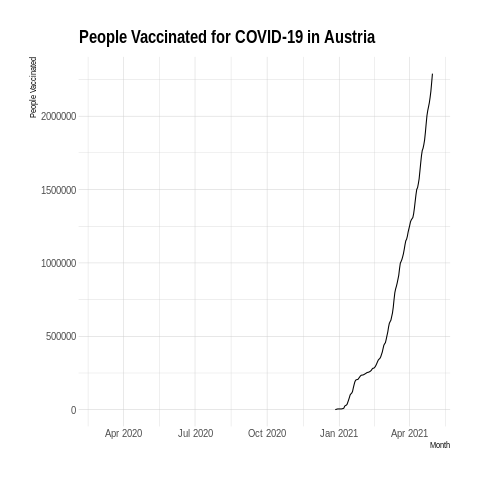 People Vaccinated for COVID-19 in Austria
People Vaccinated
2000000
1500000
1000000
500000
0
Apr 2020 Jul 2020 Oct 2020 Jan 2021 Apr 2021
Month